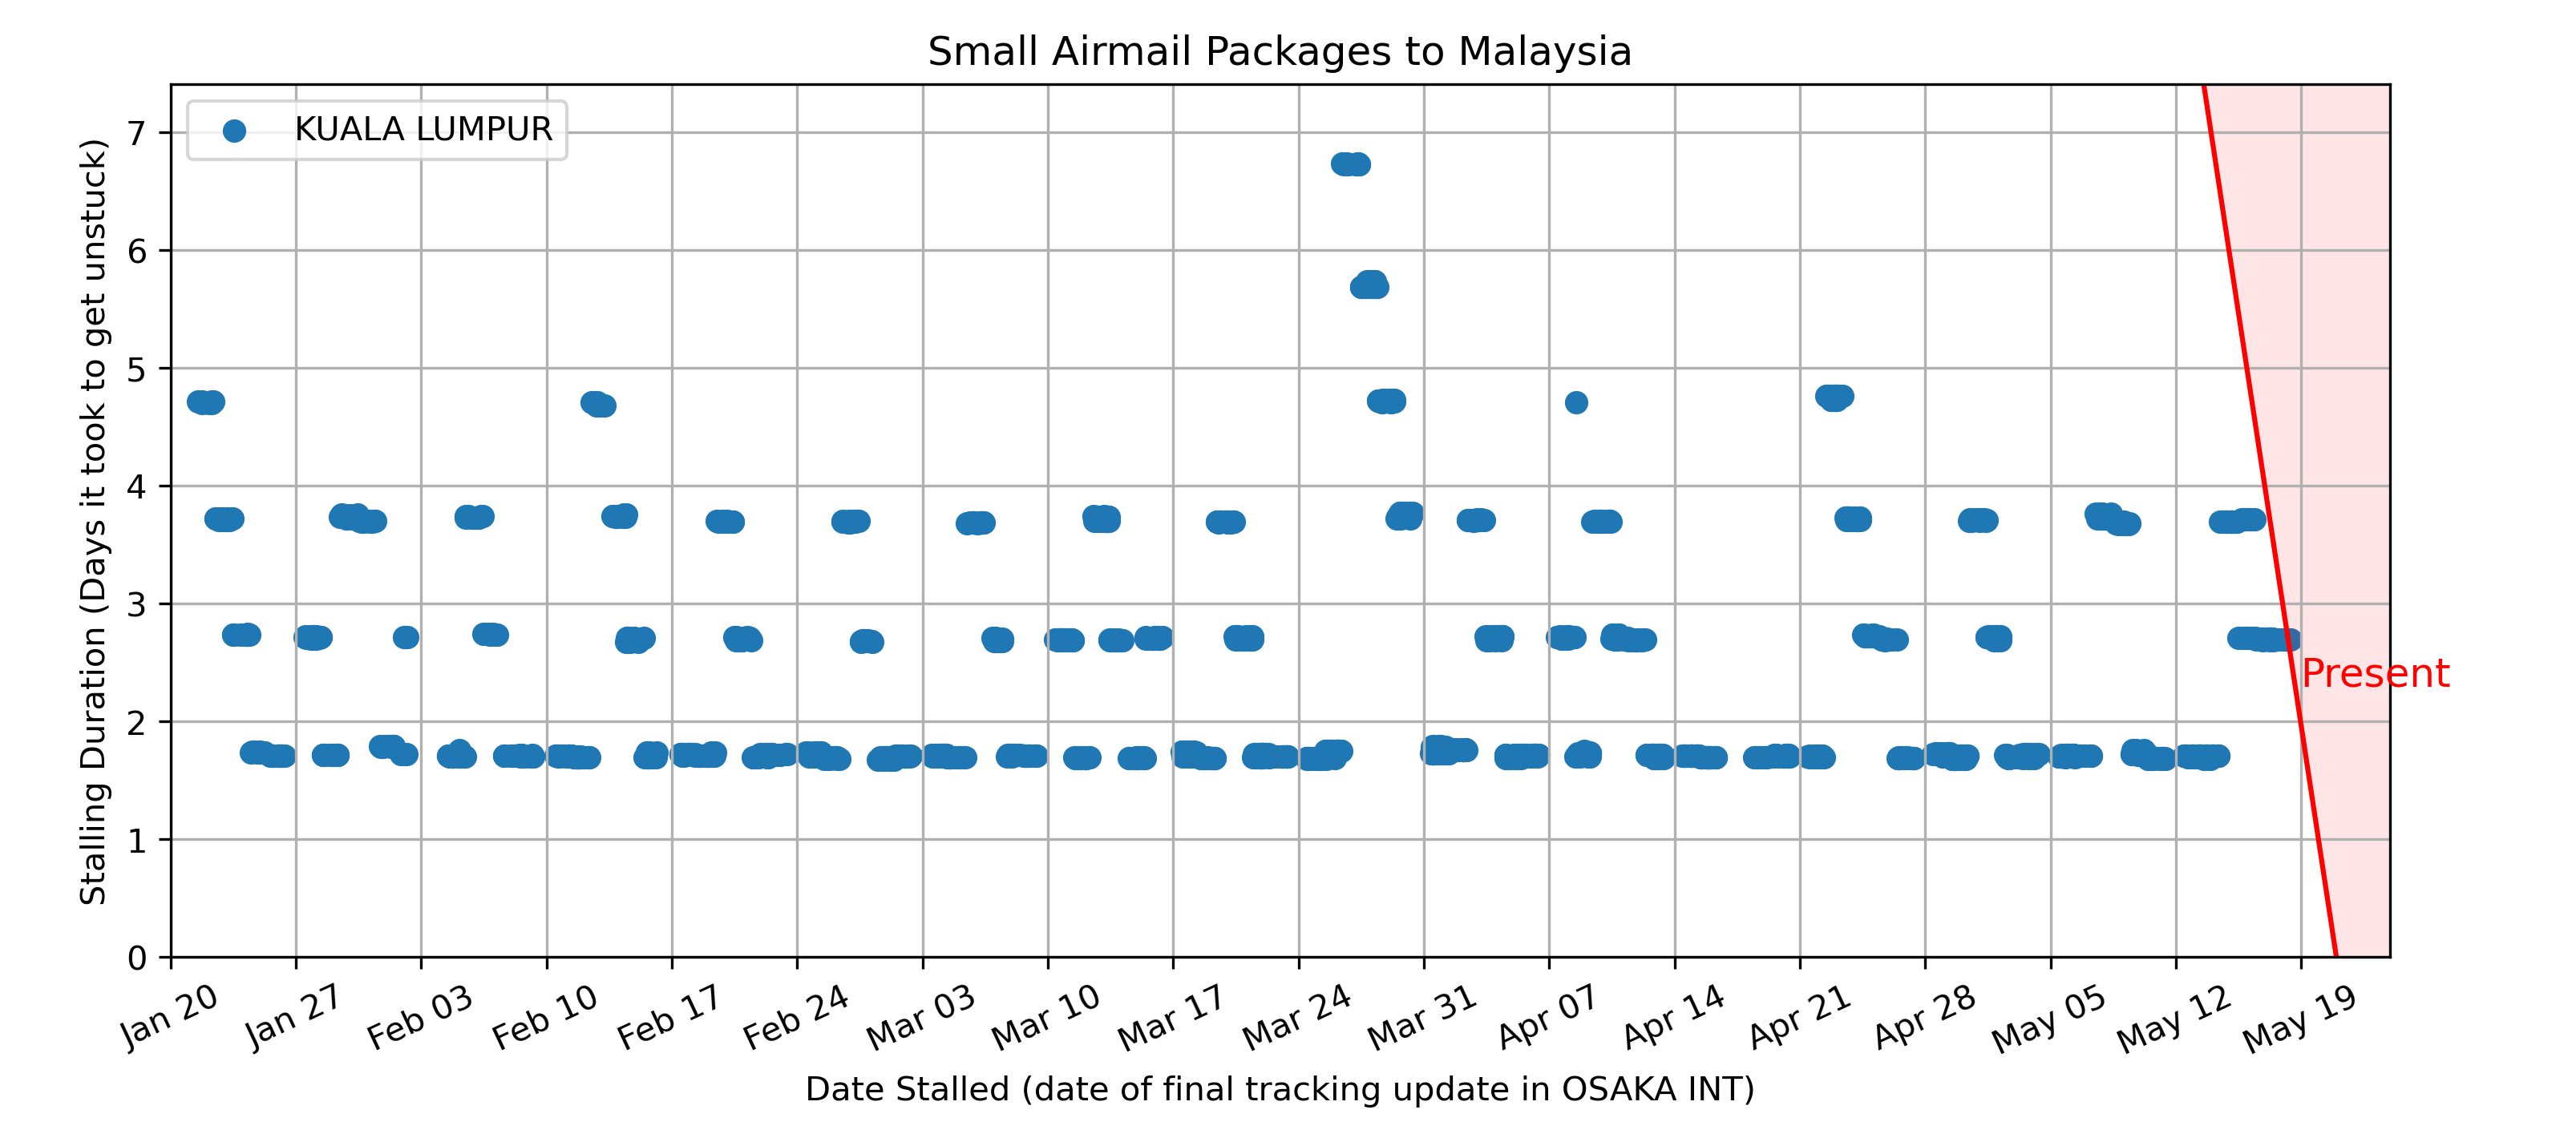 Small Airmail Packages to Malaysia
KUALA LUMPUR
Stalling Duration (Days it took to get unstuck)
7
6
5
4
3
2
1
0
Present
Jan 20
Jan 27
Feb 03
Feb 10
Feb 17
Feb 24
Mar 03
Mar 10
Mar 17
Mar 24
Mar 31
Apr 07
Apr 14
Apr 21
Apr 28
May 05
May 12
May 19
Date Stalled (date of final tracking update in OSAKA INT)